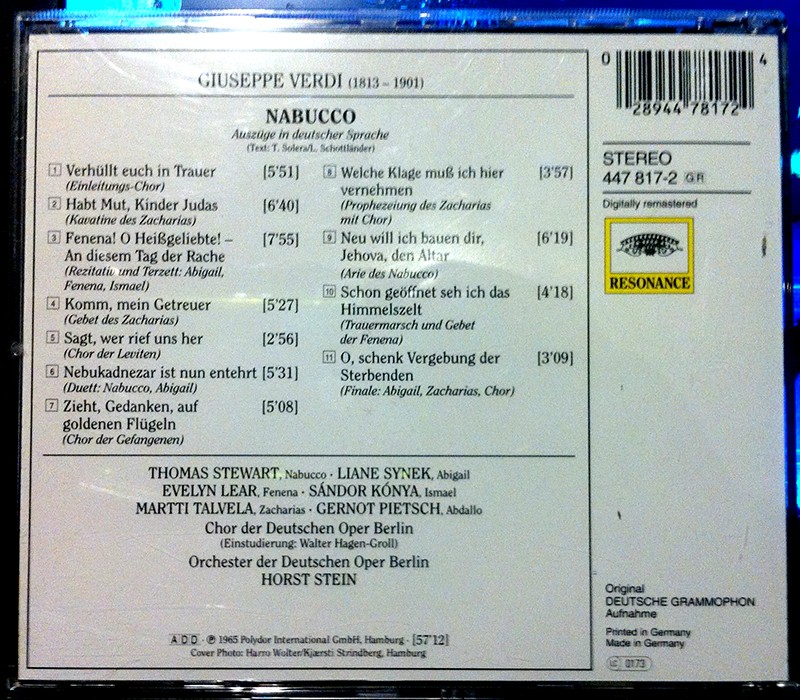 GIUSEPPE VERDI (1813 – 1901)
NABUCCO
Auszüge in deutscher Sprache
(Text: T. Solera/L. Schottländer)
1 Verhüllt euch in Trauer [5'51]
(Einleitungs-Chor)
2 Habt Mut, Kinder Judas [6'40]
(Kavatine des Zacharias)
3 Fenena! O Heißgeliebte! – [7'55]
An diesem Tag der Rache
(Rezitativ und Terzett: Abigail,
Fenena, Ismael)
4 Komm, mein Getreuer [5'27]
(Gebet des Zacharias)
5 Sagt, wer rief uns her [2'56]
(Chor der Leviten)
6 Nebukadnezar ist nun entehrt [5'31]
(Duett: Nabucco, Abigail)
7 Zieht, Gedanken, auf [5'08]
goldenen Flügeln
(Chor der Gefangenen)
8 Welche Klage muß ich hier [3'57]
vernehmen
(Prophezeiung des Zacharias
mit Chor)
9 Neu will ich bauen dir, [6'19]
Jehova, den Altar
(Arie des Nabucco)
10 Schon geöffnet seh ich das [4'18]
Himmelszelt
(Trauermarsch und Gebet
der Fenena)
11 O, schenk Vergebung der [3'09]
Sterbenden
(Finale: Abigail, Zacharias, Chor)
THOMAS STEWART, Nabucco · LIANE SYNEK, Abigail
EVELYN LEAR, Fenena · SÁNDOR KÓNYA, Ismael
MARTTI TALVELA, Zacharias · GERNOT PIETSCH, Abdallo
Chor der Deutschen Oper Berlin
(Einstudierung: Walter Hagen-Groll)
Orchester der Deutschen Oper Berlin
HORST STEIN
ADD · ℗ 1965 Polydor International GmbH, Hamburg · [57'12]
Cover Photo: Harro Wolter/Kjærsti Strindberg, Hamburg
0 28944 78172 4
STEREO
447 817-2 GR
Digitally remastered
RESONANCE
Original
DEUTSCHE GRAMMOPHON
Aufnahme
Printed in Germany
Made in Germany
LC 0173